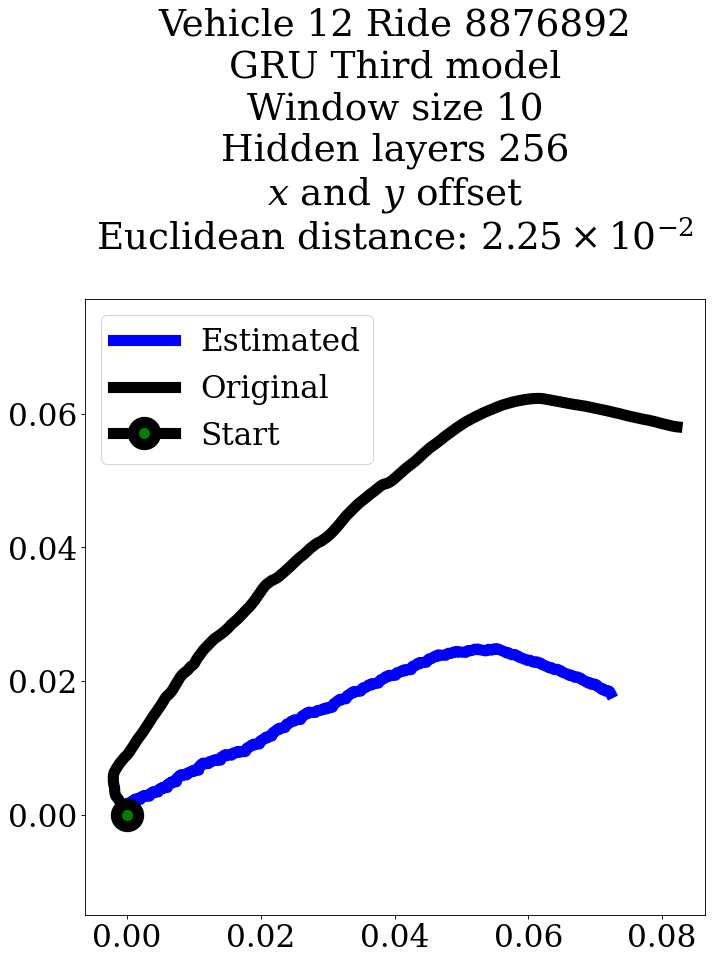 Vehicle 12 Ride 8876892
GRU Third model
Window size 10
Hidden layers 256
x and y offset
Euclidean distance: 2.25 × 10⁻²
Estimated
Original
Start
0.06
0.04
0.02
0.00
0.00 0.02 0.04 0.06 0.08